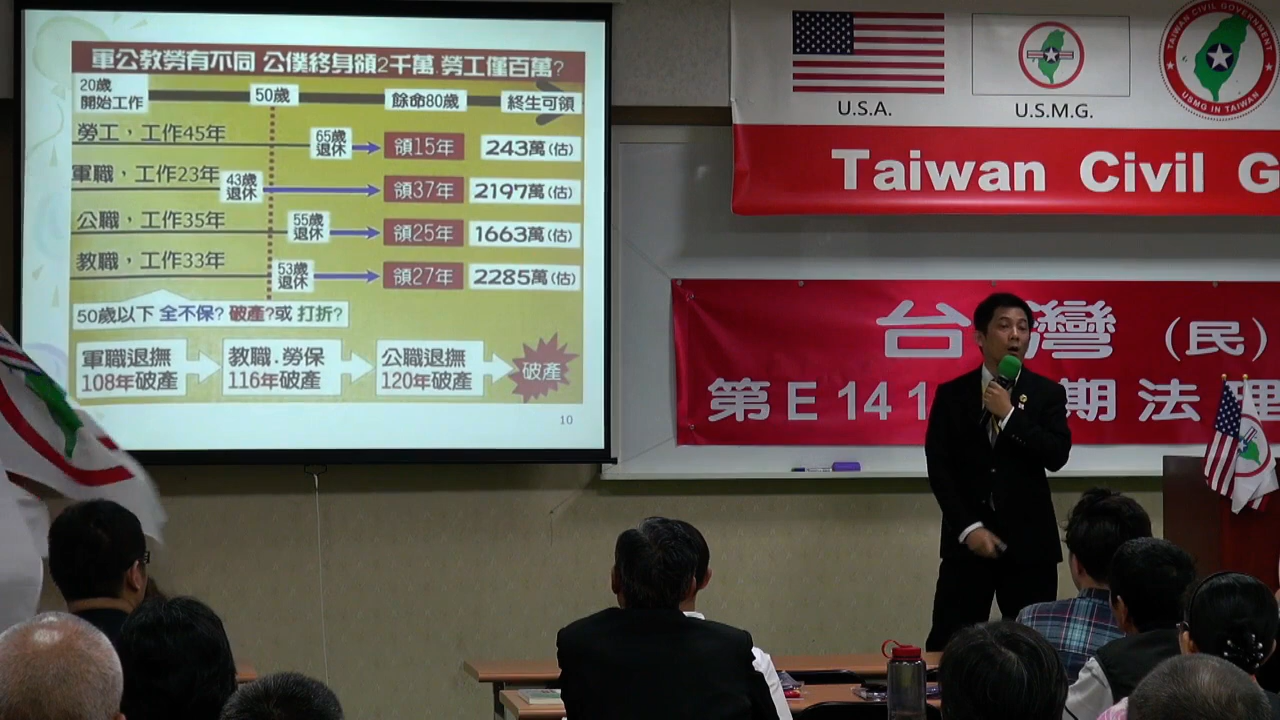 軍公教勞有不同 公僕終身領2千萬 勞工僅百萬?
20歲
開始工作
50歲
餘命80歲
終生可領
勞工,工作45年
65歲
退休
領15年
243萬(估)
軍職,工作23年
43歲
退休
領37年
2197萬(估)
公職,工作35年
55歲
退休
領25年
1663萬(估)
教職,工作33年
53歲
退休
領27年
2285萬(估)
50歲以下 全不保? 破產?或 打折?
軍職退撫
108年破產
教職.勞保
116年破產
公職退撫
120年破產
破產
10
U.S.A.
U.S.M.G.
TAIWAN CIVIL GOVERNMENT
USMG IN TAIWAN
Taiwan Civil G
台灣(民)
第E141 期法理